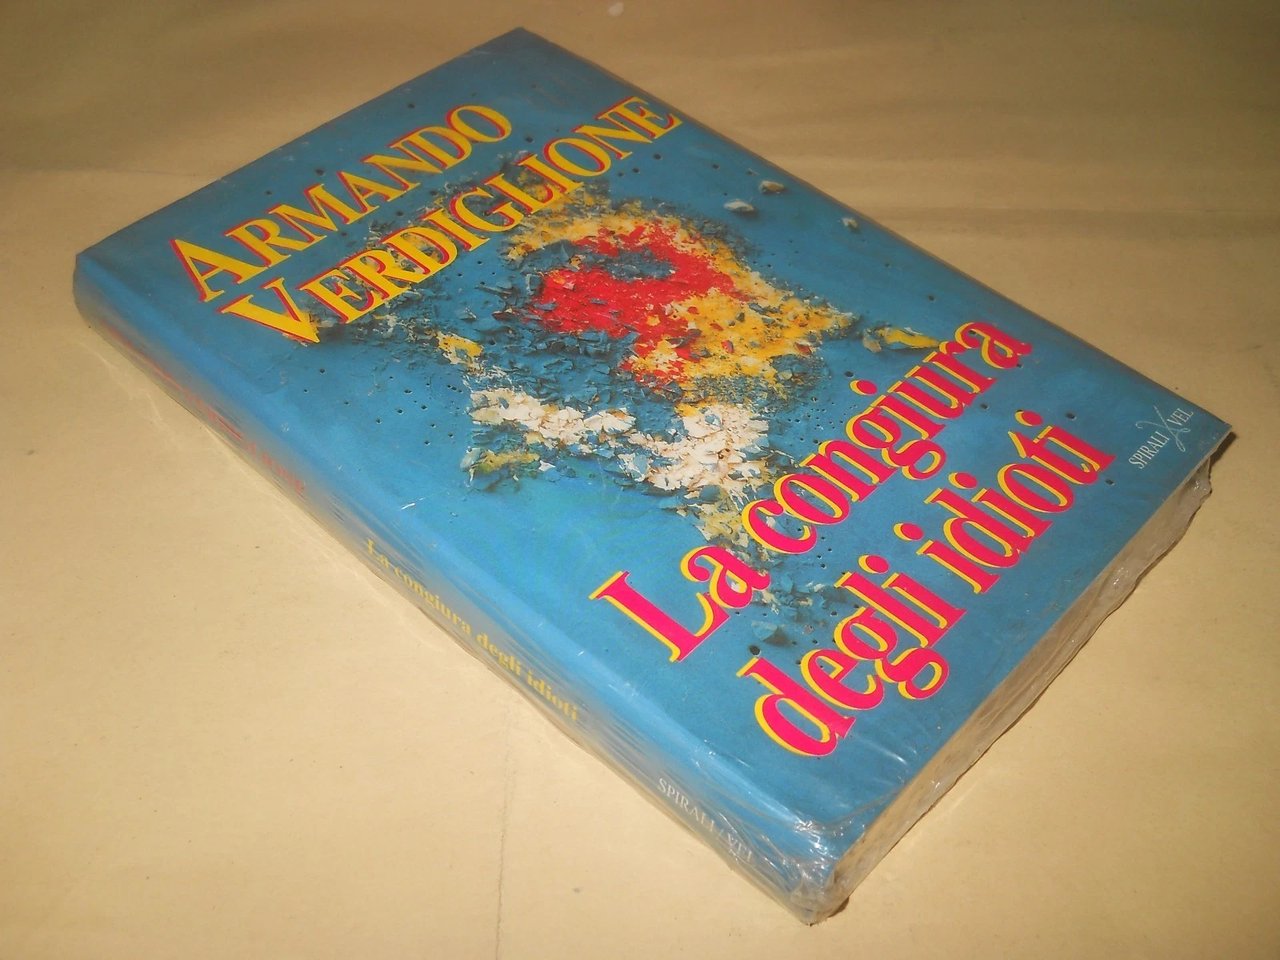 ARMANDO
VERDIGLIONE
La congiura
degli idioti
SPIRALI VEL
La congiura degli idioti
SPIRALI / VEL